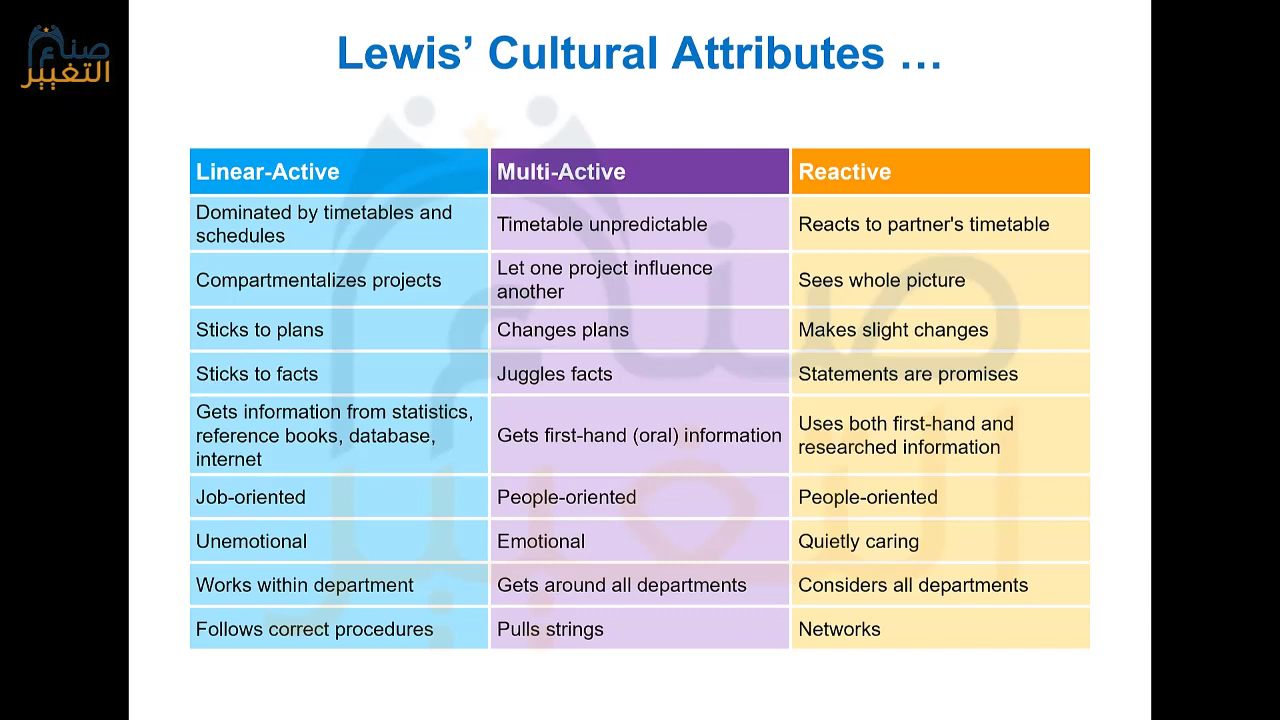 صناع
التغيير
Lewis’ Cultural Attributes …
Linear-Active
Multi-Active
Reactive
Dominated by timetables and
schedules
Timetable unpredictable
Reacts to partner's timetable
Compartmentalizes projects
Let one project influence
another
Sees whole picture
Sticks to plans
Changes plans
Makes slight changes
Sticks to facts
Juggles facts
Statements are promises
Gets information from statistics,
reference books, database,
internet
Gets first-hand (oral) information
Uses both first-hand and
researched information
Job-oriented
People-oriented
People-oriented
Unemotional
Emotional
Quietly caring
Works within department
Gets around all departments
Considers all departments
Follows correct procedures
Pulls strings
Networks